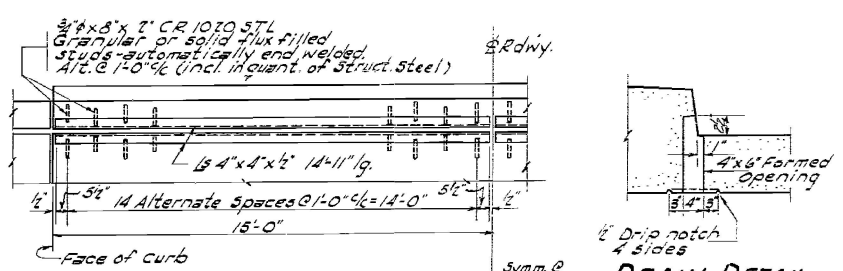 3/4"ϕx8"x 2" CR 1020 STL
Granular or solid flux filled
studs-automatically end welded.
Alt.@ 1'-0" c/c (incl. in quant. of Struct. Steel)
℄ Rdwy.
Ls 4"x4"x1/2" 14'-11" lg.
1/2"
5 1/2"
14 Alternate Spaces @ 1'-0" c/c = 14'-0"
5 1/2"
1/2"
15'-0"
Face of curb
Symm. @
1"
4"x6" Formed
Opening
3"
4"
3"
1/2" Drip notch
4 sides